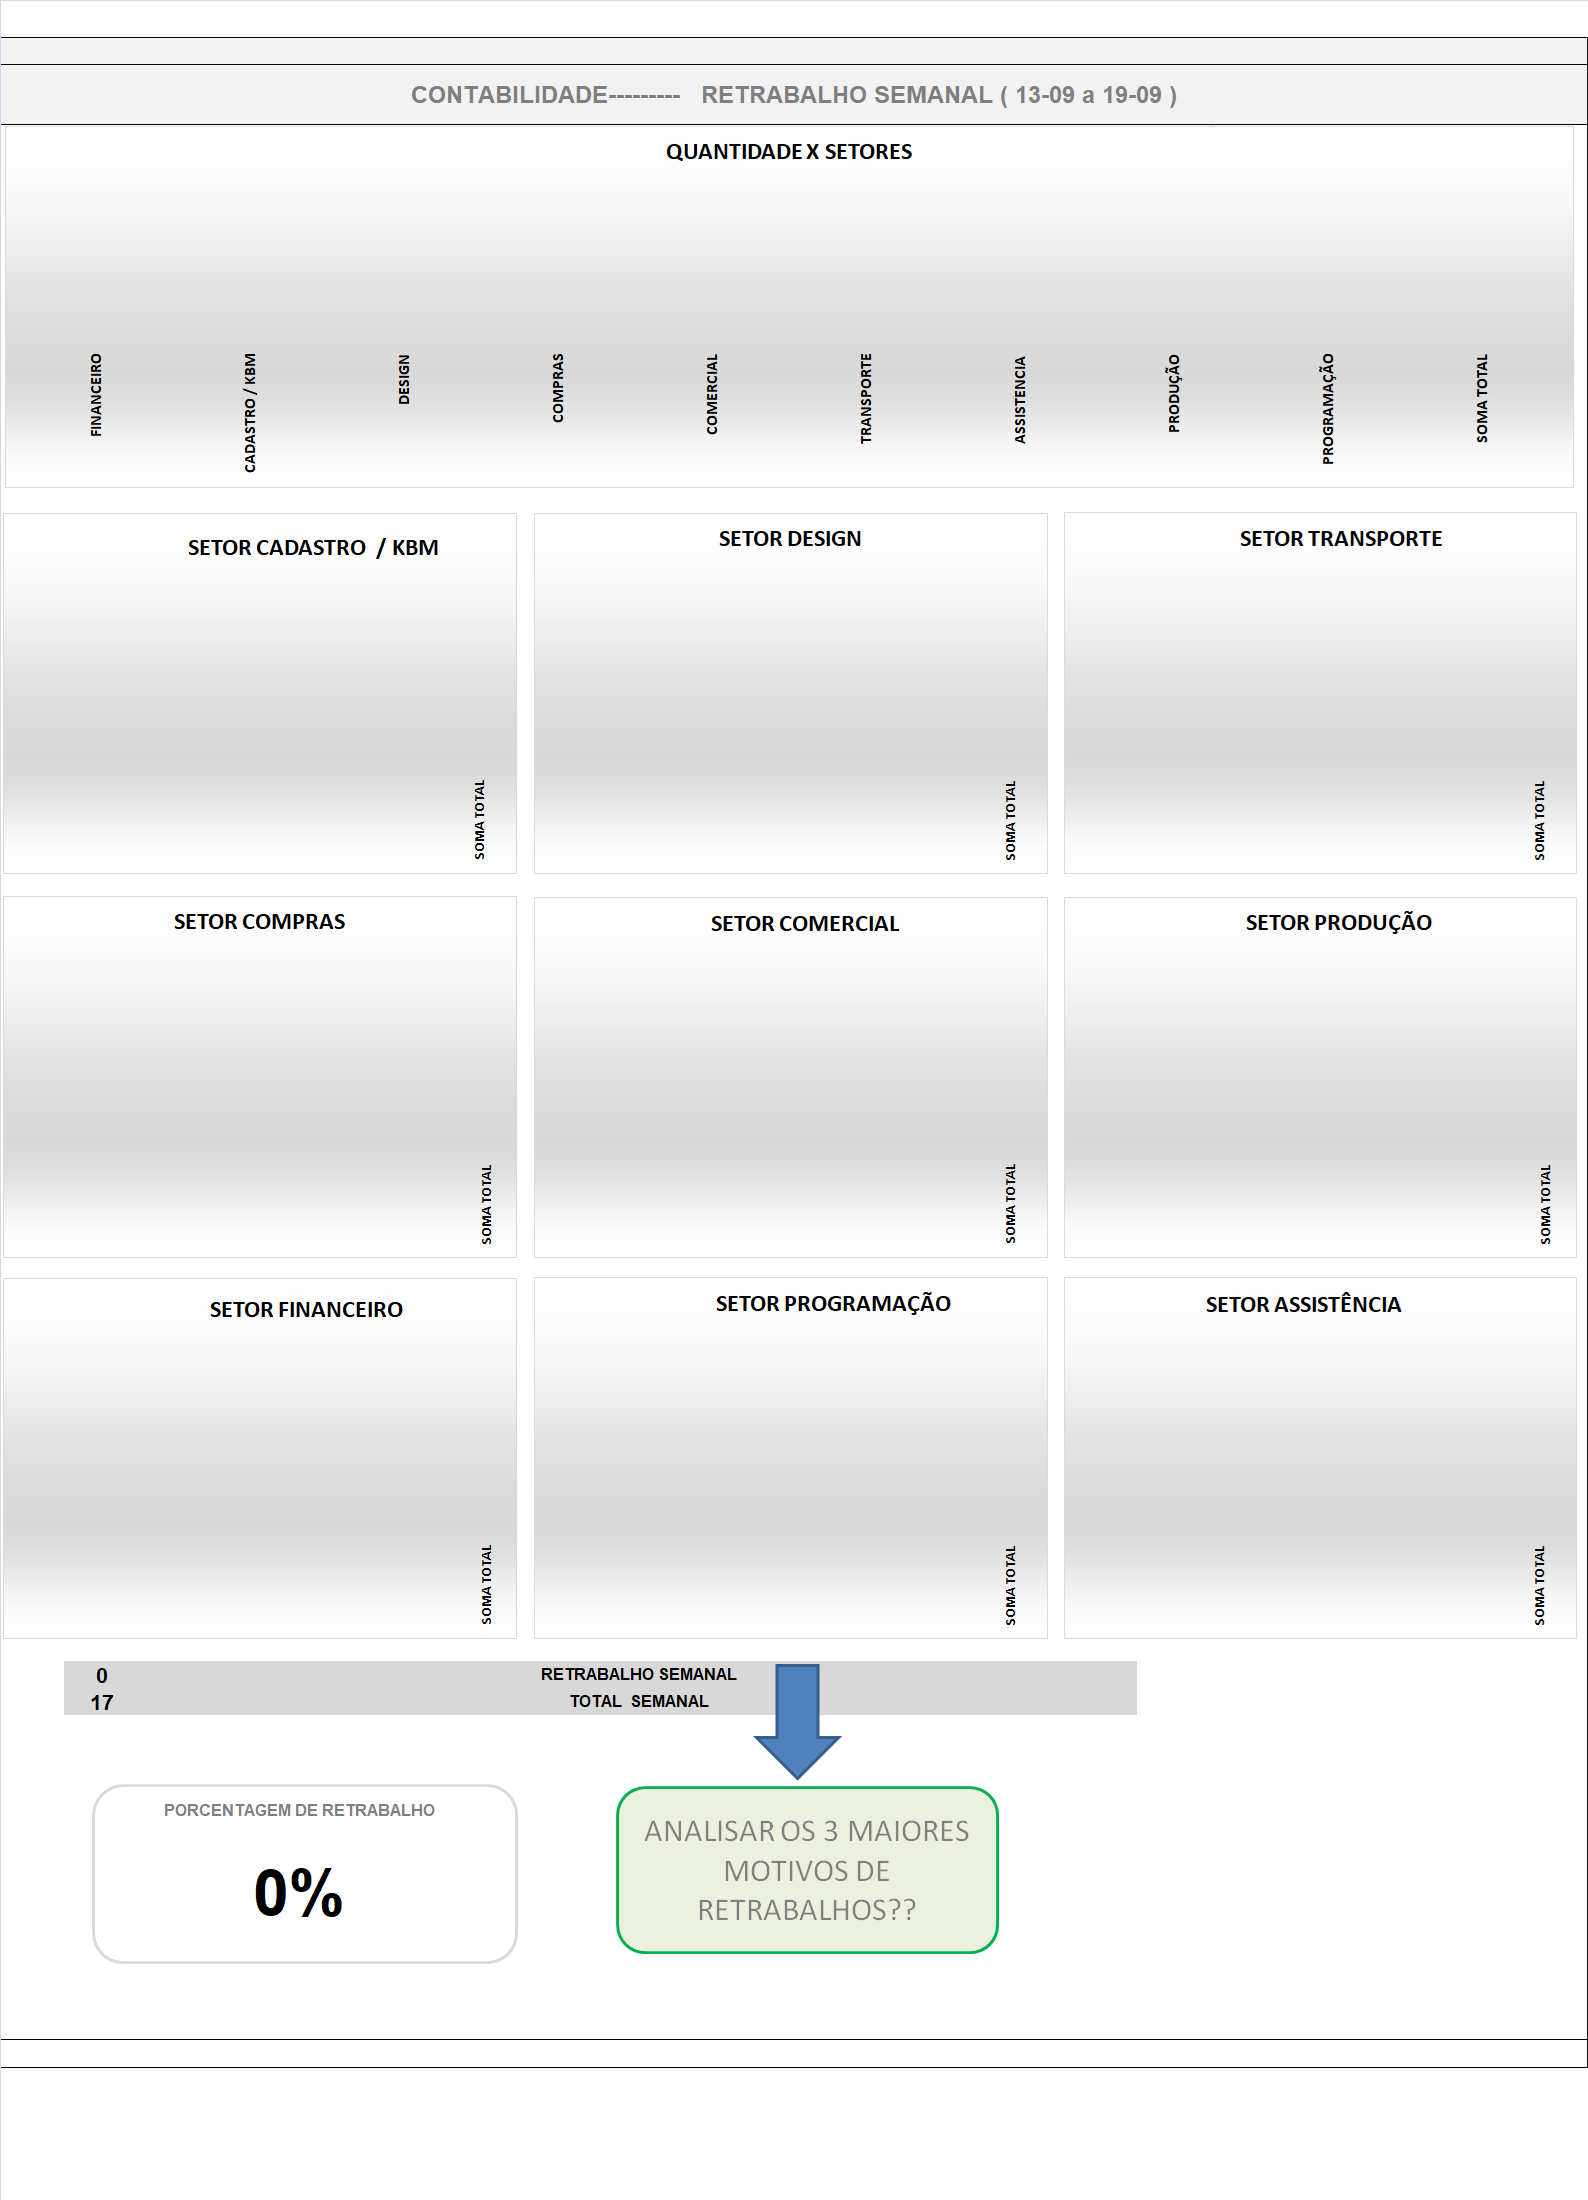 CONTABILIDADE--------- RETRABALHO SEMANAL ( 13-09 a 19-09 )
QUANTIDADE X SETORES
FINANCEIRO
CADASTRO / KBM
DESIGN
COMPRAS
COMERCIAL
TRANSPORTE
ASSISTENCIA
PRODUÇÃO
PROGRAMAÇÃO
SOMA TOTAL
SETOR CADASTRO / KBM
SOMA TOTAL
SETOR DESIGN
SOMA TOTAL
SETOR TRANSPORTE
SOMA TOTAL
SETOR COMPRAS
SOMA TOTAL
SETOR COMERCIAL
SOMA TOTAL
SETOR PRODUÇÃO
SOMA TOTAL
SETOR FINANCEIRO
SOMA TOTAL
SETOR PROGRAMAÇÃO
SOMA TOTAL
SETOR ASSISTÊNCIA
SOMA TOTAL
0 RETRABALHO SEMANAL
17 TOTAL SEMANAL
PORCENTAGEM DE RETRABALHO
0%
ANALISAR OS 3 MAIORES
MOTIVOS DE
RETRABALHOS??